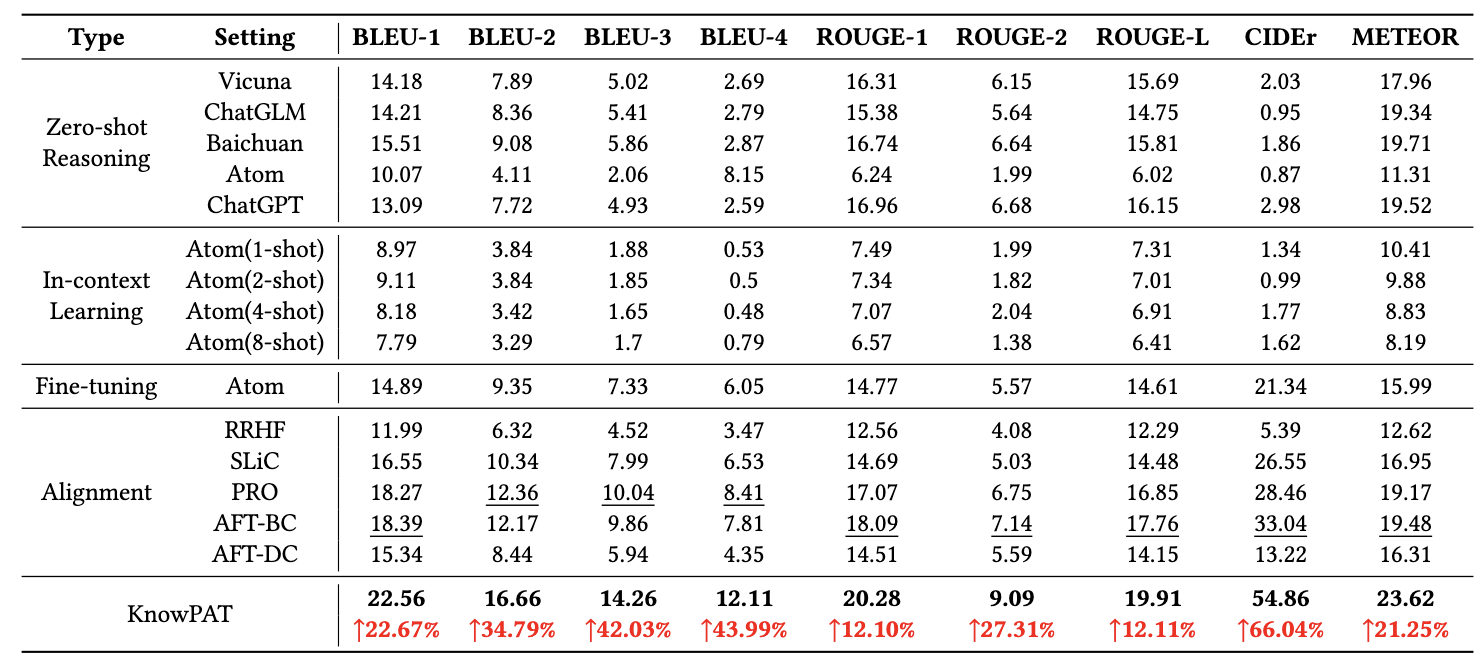 Type Setting BLEU-1 BLEU-2 BLEU-3 BLEU-4 ROUGE-1 ROUGE-2 ROUGE-L CIDEr METEOR
Zero-shot Reasoning
Vicuna 14.18 7.89 5.02 2.69 16.31 6.15 15.69 2.03 17.96
ChatGLM 14.21 8.36 5.41 2.79 15.38 5.64 14.75 0.95 19.34
Baichuan 15.51 9.08 5.86 2.87 16.74 6.64 15.81 1.86 19.71
Atom 10.07 4.11 2.06 8.15 6.24 1.99 6.02 0.87 11.31
ChatGPT 13.09 7.72 4.93 2.59 16.96 6.68 16.15 2.98 19.52
In-context Learning
Atom(1-shot) 8.97 3.84 1.88 0.53 7.49 1.99 7.31 1.34 10.41
Atom(2-shot) 9.11 3.84 1.85 0.5 7.34 1.82 7.01 0.99 9.88
Atom(4-shot) 8.18 3.42 1.65 0.48 7.07 2.04 6.91 1.77 8.83
Atom(8-shot) 7.79 3.29 1.7 0.79 6.57 1.38 6.41 1.62 8.19
Fine-tuning Atom 14.89 9.35 7.33 6.05 14.77 5.57 14.61 21.34 15.99
Alignment
RRHF 11.99 6.32 4.52 3.47 12.56 4.08 12.29 5.39 12.62
SLiC 16.55 10.34 7.99 6.53 14.69 5.03 14.48 26.55 16.95
PRO 18.27 12.36 10.04 8.41 17.07 6.75 16.85 28.46 19.17
AFT-BC 18.39 12.17 9.86 7.81 18.09 7.14 17.76 33.04 19.48
AFT-DC 15.34 8.44 5.94 4.35 14.51 5.59 14.15 13.22 16.31
KnowPAT
22.56 16.66 14.26 12.11 20.28 9.09 19.91 54.86 23.62
↑22.67% ↑34.79% ↑42.03% ↑43.99% ↑12.10% ↑27.31% ↑12.11% ↑66.04% ↑21.25%